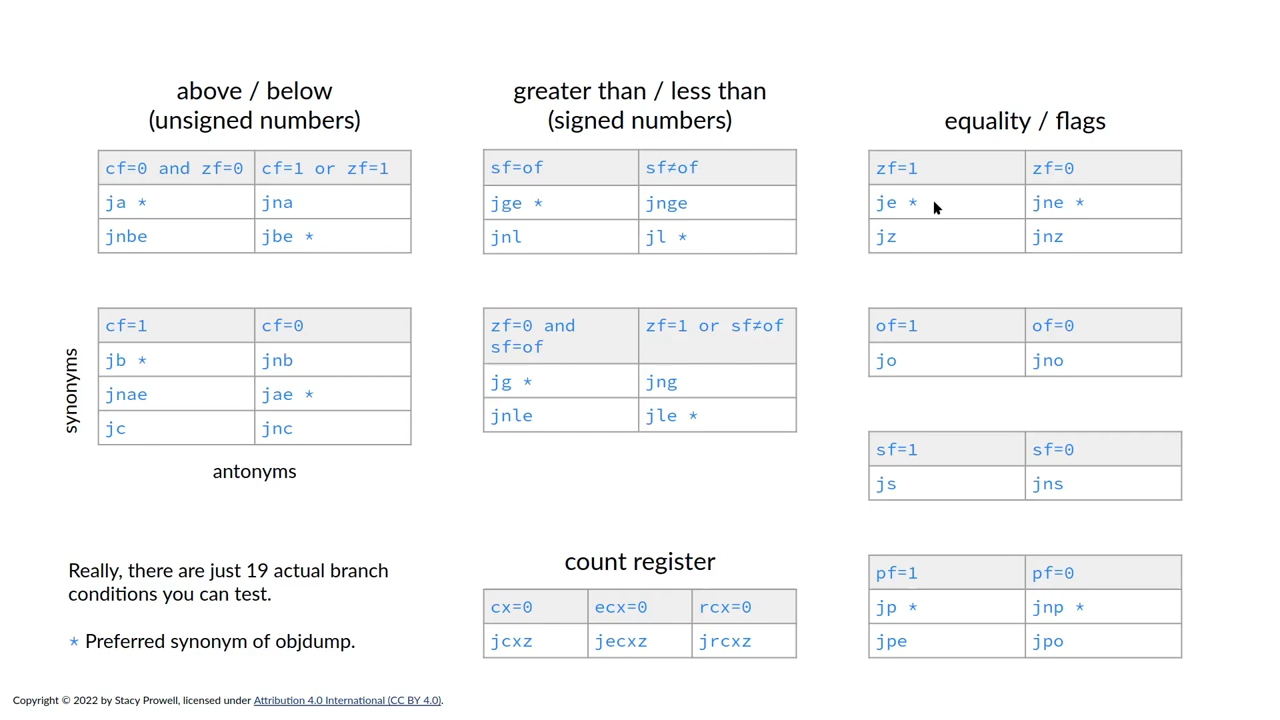 above / below
(unsigned numbers)
cf=0 and zf=0 cf=1 or zf=1
ja * jna
jnbe jbe *
cf=1 cf=0
jb * jnb
jnae jae *
jc jnc
synonyms
antonyms
Really, there are just 19 actual branch
conditions you can test.
* Preferred synonym of objdump.
greater than / less than
(signed numbers)
sf=of sf≠of
jge * jnge
jnl jl *
zf=0 and zf=1 or sf≠of
sf=of
jg * jng
jnle jle *
count register
cx=0 ecx=0 rcx=0
jcxz jecxz jrcxz
equality / flags
zf=1 zf=0
je * jne *
jz jnz
of=1 of=0
jo jno
sf=1 sf=0
js jns
pf=1 pf=0
jp * jnp *
jpe jpo
Copyright © 2022 by Stacy Prowell, licensed under Attribution 4.0 International (CC BY 4.0).